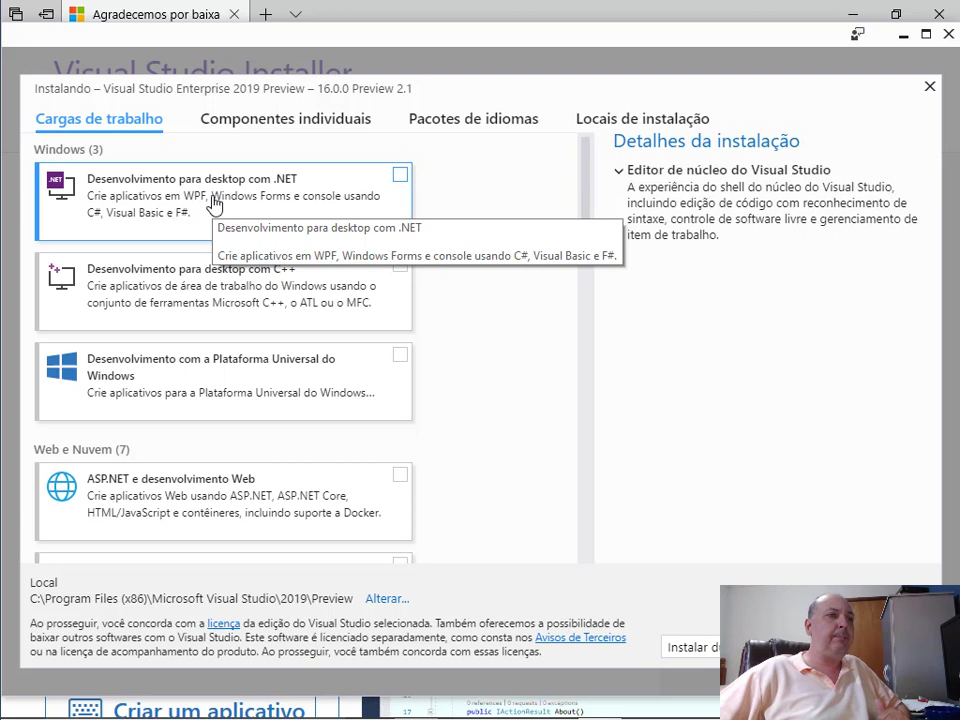 Agradecemos por baixa
Visual Studio Installer
Instalando – Visual Studio Enterprise 2019 Preview – 16.0.0 Preview 2.1
Cargas de trabalho
Componentes individuais
Pacotes de idiomas
Locais de instalação
Windows (3)
.NET
Desenvolvimento para desktop com .NET
Crie aplicativos em WPF, Windows Forms e console usando
C#, Visual Basic e F#.
Desenvolvimento para desktop com .NET
Crie aplicativos em WPF, Windows Forms e console usando C#, Visual Basic e F#.
Desenvolvimento para desktop com C++
Crie aplicativos de área de trabalho do Windows usando o
conjunto de ferramentas Microsoft C++, o ATL ou o MFC.
Desenvolvimento com a Plataforma Universal do
Windows
Crie aplicativos para a Plataforma Universal do Windows...
Web e Nuvem (7)
ASP.NET e desenvolvimento Web
Crie aplicativos Web usando ASP.NET, ASP.NET Core,
HTML/JavaScript e contêineres, incluindo suporte a Docker.
Detalhes da instalação
Editor de núcleo do Visual Studio
A experiência do shell do núcleo do Visual Studio,
incluindo edição de código com reconhecimento de
sintaxe, controle de software livre e gerenciamento de
item de trabalho.
Local
C:\Program Files (x86)\Microsoft Visual Studio\2019\Preview Alterar...
Ao prosseguir, você concorda com a licença da edição do Visual Studio selecionada. Também oferecemos a possibilidade de
baixar outros softwares com o Visual Studio. Este software é licenciado separadamente, como consta nos Avisos de Terceiros
ou na licença de acompanhamento do produto. Ao prosseguir, você também concorda com essas licenças.
Instalar du
Criar um aplicativo
0 references | 0 requests | 0 exceptions
17 public IActionResult About()